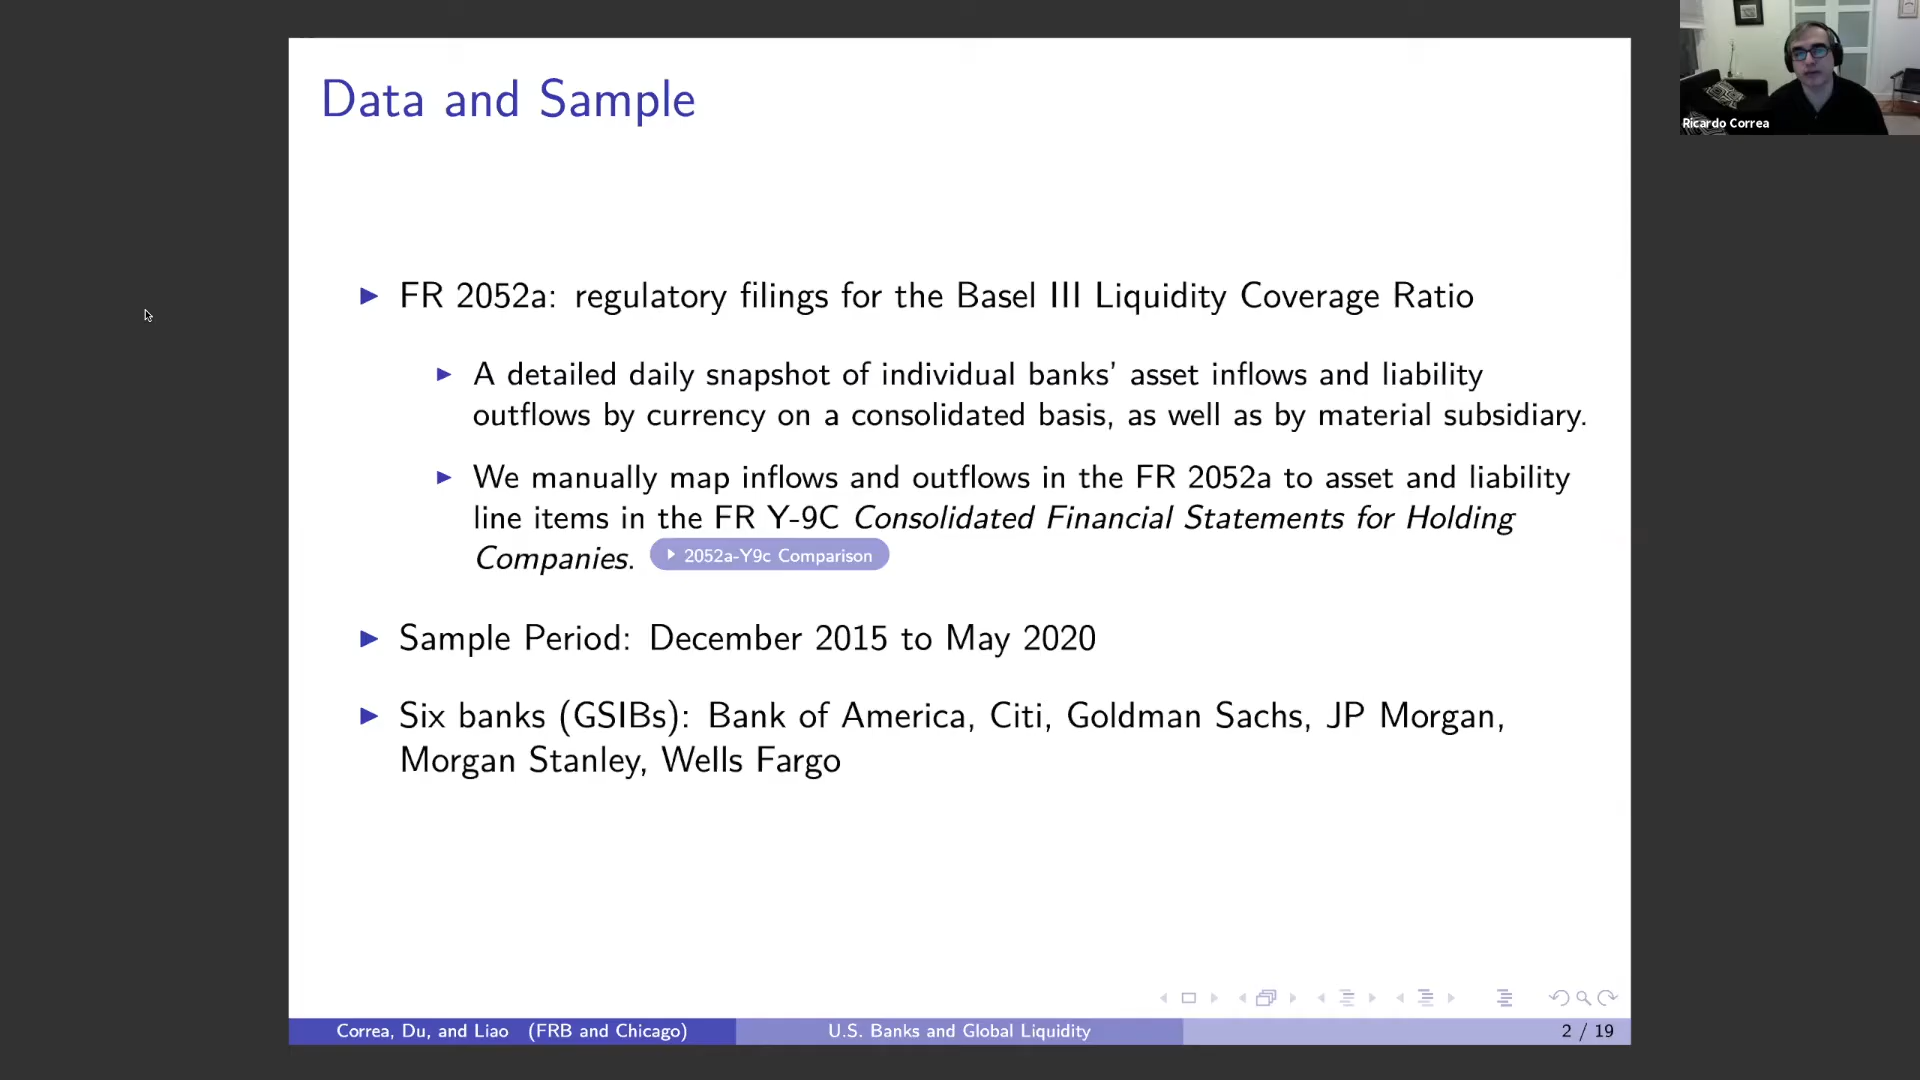 Data and Sample
Ricardo Correa
FR 2052a: regulatory filings for the Basel III Liquidity Coverage Ratio
A detailed daily snapshot of individual banks' asset inflows and liability
outflows by currency on a consolidated basis, as well as by material subsidiary.
We manually map inflows and outflows in the FR 2052a to asset and liability
line items in the FR Y-9C Consolidated Financial Statements for Holding
Companies. 2052a-Y9c Comparison
Sample Period: December 2015 to May 2020
Six banks (GSIBs): Bank of America, Citi, Goldman Sachs, JP Morgan,
Morgan Stanley, Wells Fargo
Correa, Du, and Liao (FRB and Chicago) U.S. Banks and Global Liquidity 2 / 19